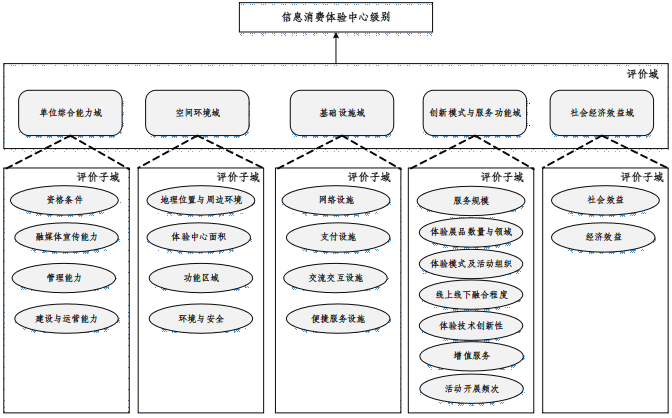 信息消费体验中心级别
评价域
单位综合能力域
空间环境域
基础设施域
创新模式与服务功能域
社会经济效益域
评价子域
资格条件
融媒体宣传能力
管理能力
建设与运营能力
评价子域
地理位置与周边环境
体验中心面积
功能区域
环境与安全
评价子域
网络设施
支付设施
交流交互设施
便捷服务设施
评价子域
服务规模
体验展品数量与领域
体验模式及活动组织
线上线下融合程度
体验技术创新性
增值服务
活动开展频次
评价子域
社会效益
经济效益